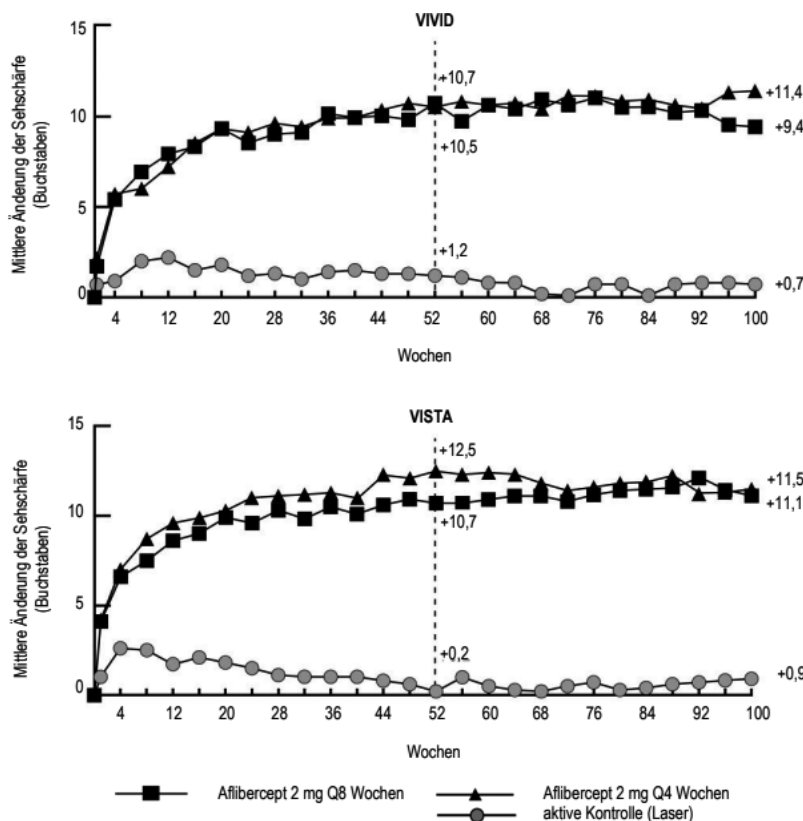 VIVID
Mittlere Änderung der Sehschärfe
(Buchstaben)
15
10
5
0
+10,7
+10,5
+1,2
+11,4
+9,4
+0,7
4 12 20 28 36 44 52 60 68 76 84 92 100
Wochen
VISTA
Mittlere Änderung der Sehschärfe
(Buchstaben)
15
10
5
0
+12,5
+10,7
+0,2
+11,5
+11,1
+0,9
4 12 20 28 36 44 52 60 68 76 84 92 100
Wochen
Aflibercept 2 mg Q8 Wochen
Aflibercept 2 mg Q4 Wochen
aktive Kontrolle (Laser)